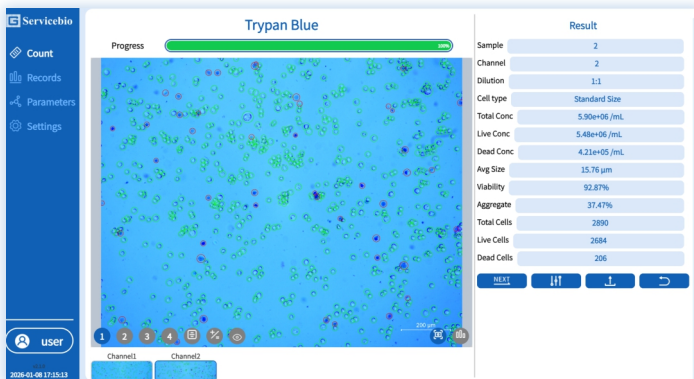 Servicebio
Count
Records
Parameters
Settings
user
2026-01-08 17:15:13
Trypan Blue
Progress
100%
200 µm
1 2 3 4
Channel1 Channel2
Result
Sample 2
Channel 2
Dilution 1:1
Cell type Standard Size
Total Conc 5.90e+06 /mL
Live Conc 5.48e+06 /mL
Dead Conc 4.21e+05 /mL
Avg Size 15.76 µm
Viability 92.87%
Aggregate 37.47%
Total Cells 2890
Live Cells 2684
Dead Cells 206
NEXT